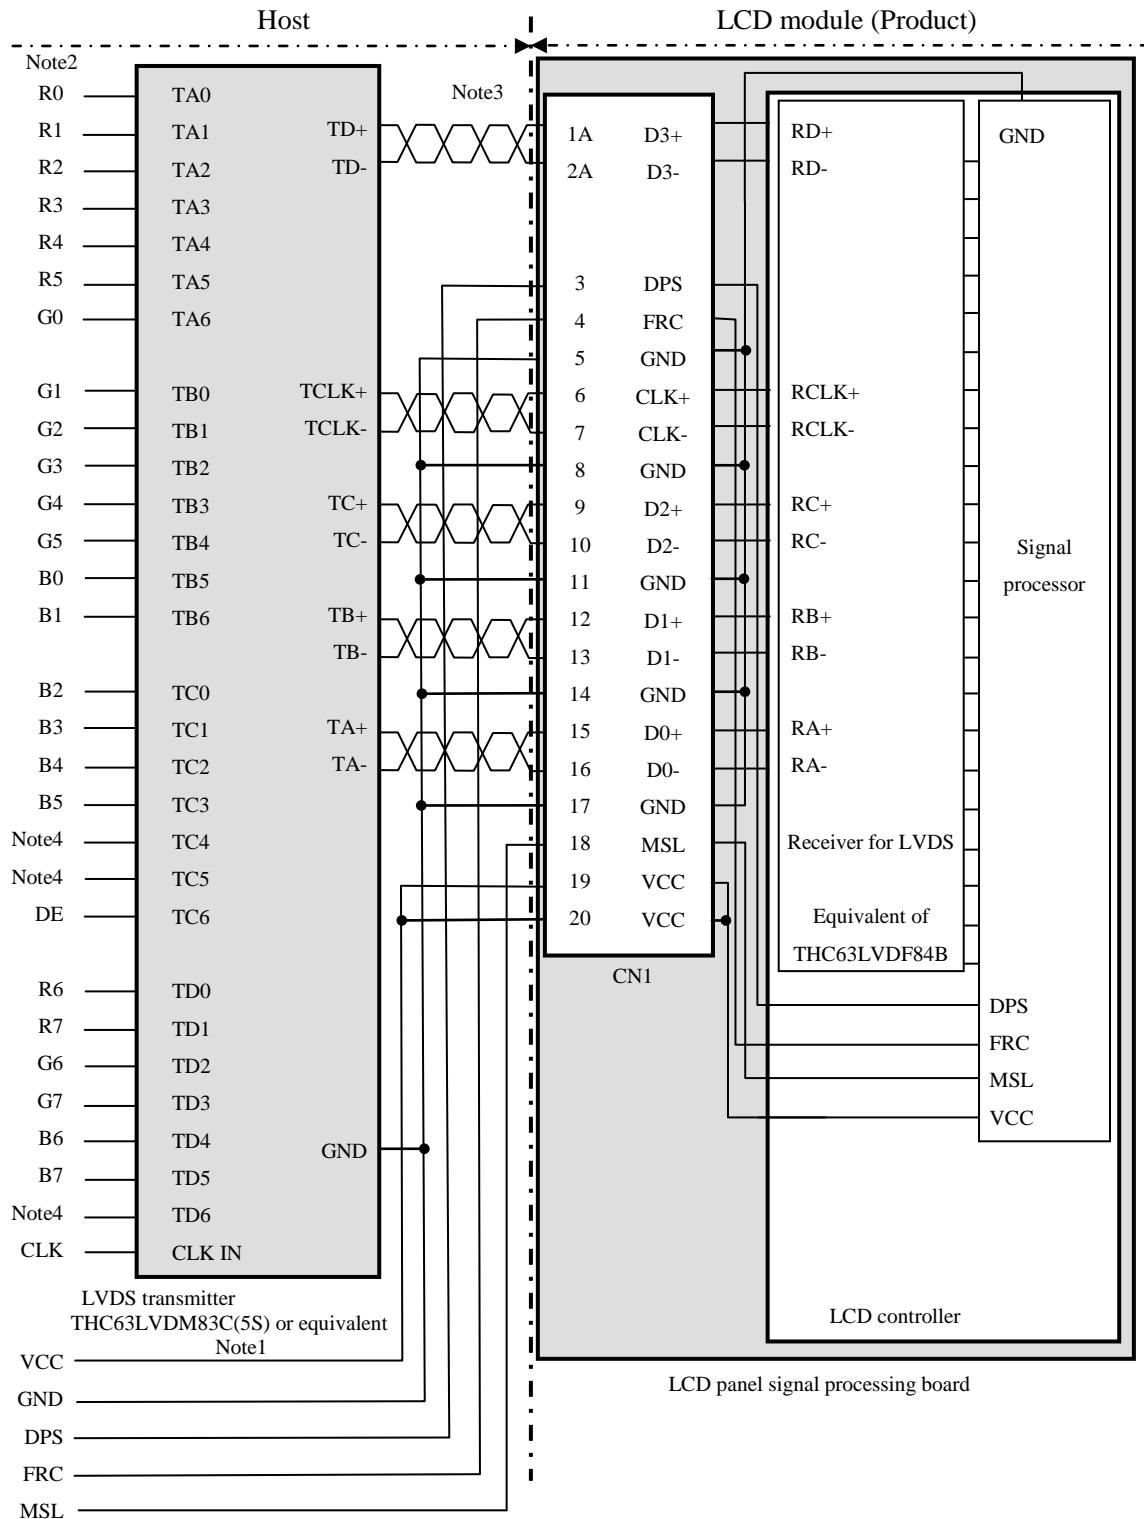 Host
LCD module (Product)
Note2
R0 TA0
R1 TA1
R2 TA2
R3 TA3
R4 TA4
R5 TA5
G0 TA6
G1 TB0
G2 TB1
G3 TB2
G4 TB3
G5 TB4
B0 TB5
B1 TB6
B2 TC0
B3 TC1
B4 TC2
B5 TC3
Note4 TC4
Note4 TC5
DE TC6
R6 TD0
R7 TD1
G6 TD2
G7 TD3
B6 TD4
B7 TD5
Note4 TD6
CLK CLK IN
TD+
TD-
TCLK+
TCLK-
TC+
TC-
TB+
TB-
TA+
TA-
GND
LVDS transmitter
THC63LVDM83C(5S) or equivalent
Note1
VCC
GND
DPS
FRC
MSL
Note3
1A D3+
2A D3-
3 DPS
4 FRC
5 GND
6 CLK+
7 CLK-
8 GND
9 D2+
10 D2-
11 GND
12 D1+
13 D1-
14 GND
15 D0+
16 D0-
17 GND
18 MSL
19 VCC
20 VCC
CN1
RD+
RD-
RCLK+
RCLK-
RC+
RC-
RB+
RB-
RA+
RA-
Receiver for LVDS
Equivalent of
THC63LVDF84B
GND
Signal
processor
DPS
FRC
MSL
VCC
LCD controller
LCD panel signal processing board